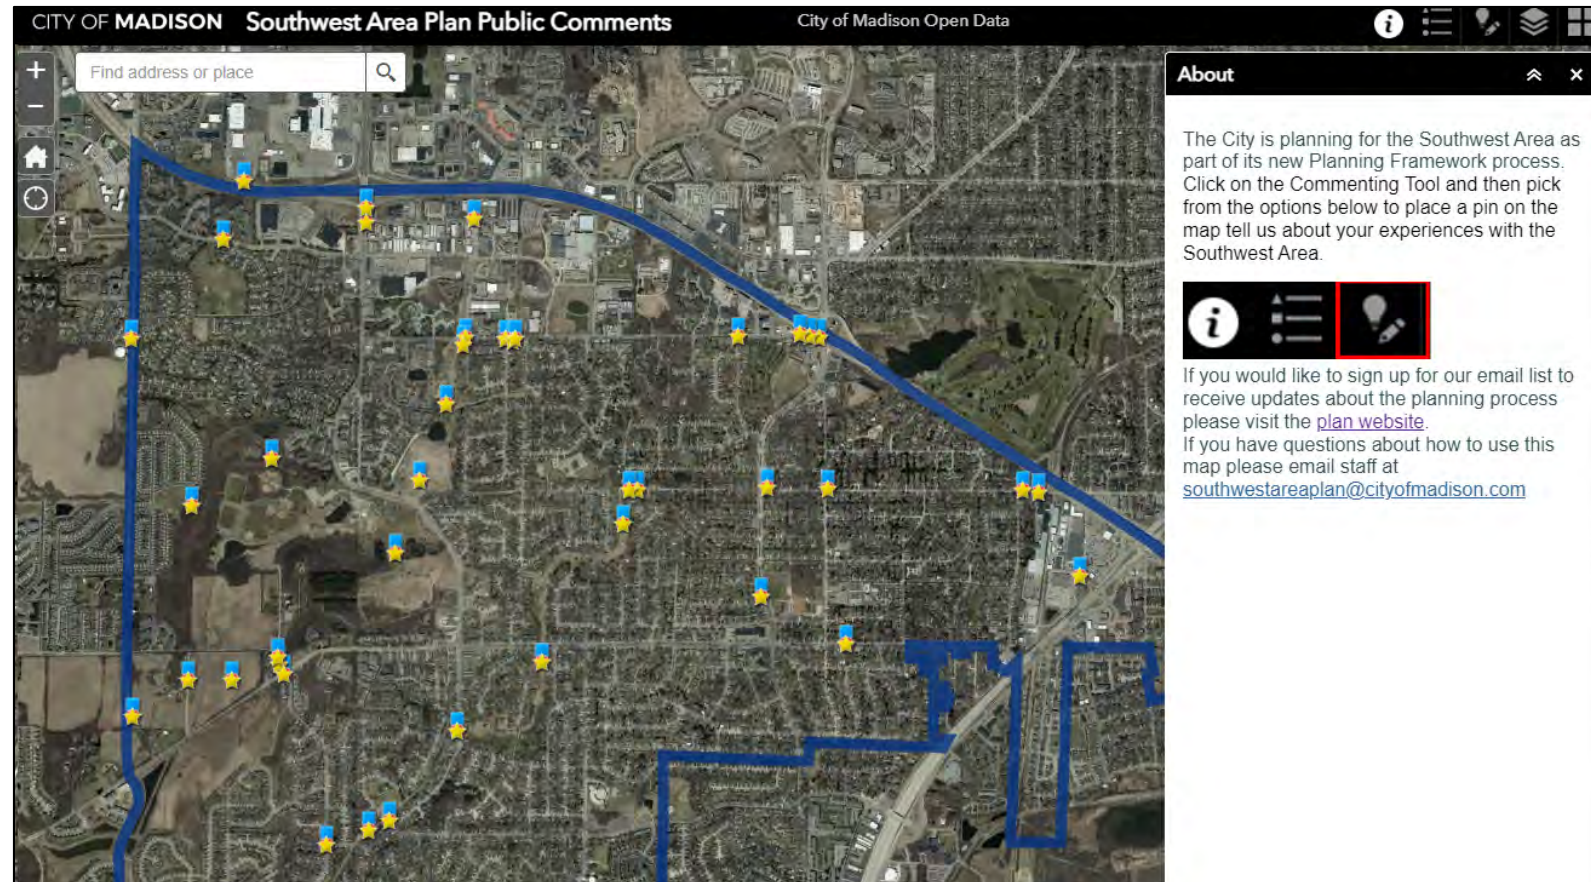 CITY OF MADISON Southwest Area Plan Public Comments City of Madison Open Data
Find address or place
About
The City is planning for the Southwest Area as
part of its new Planning Framework process.
Click on the Commenting Tool and then pick
from the options below to place a pin on the
map tell us about your experiences with the
Southwest Area.
If you would like to sign up for our email list to
receive updates about the planning process
please visit the plan website.
If you have questions about how to use this
map please email staff at
southwestareaplan@cityofmadison.com